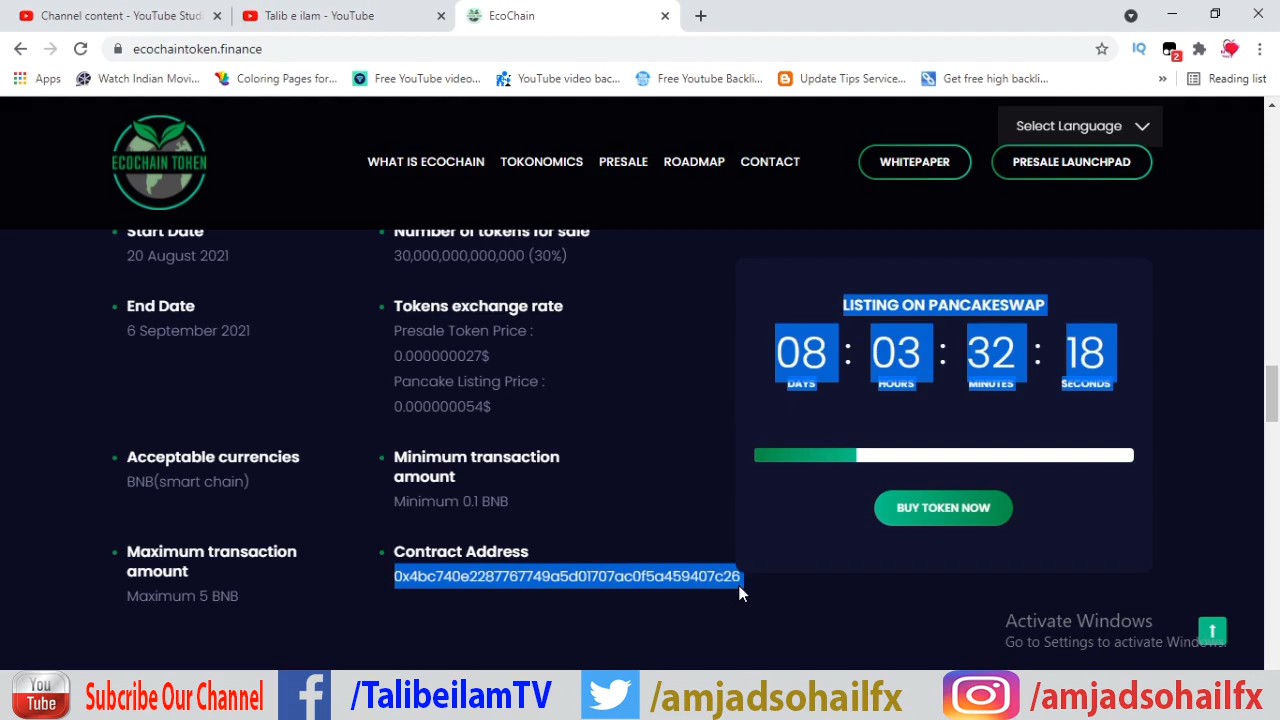 Channel content - YouTube Stud
Talib e ilam - YouTube
EcoChain
ecochaintoken.finance
IQ
2
Apps
Watch Indian Movi...
Coloring Pages for...
Free YouTube video...
YouTube video bac...
Free Youtube Backli...
Update Tips Service...
Get free high backli...
»
Reading list
Select Language
ECOCHAIN TOKEN
WHAT IS ECOCHAIN
TOKONOMICS
PRESALE
ROADMAP
CONTACT
WHITEPAPER
PRESALE LAUNCHPAD
Start Date
20 August 2021
Number of tokens for sale
30,000,000,000,000 (30%)
End Date
6 September 2021
Tokens exchange rate
Presale Token Price :
0.000000027$
Pancake Listing Price :
0.000000054$
LISTING ON PANCAKESWAP
08 : 03 : 32 : 18
DAYS HOURS MINUTES SECONDS
Acceptable currencies
BNB(smart chain)
Minimum transaction
amount
Minimum 0.1 BNB
BUY TOKEN NOW
Maximum transaction
amount
Maximum 5 BNB
Contract Address
0x4bc740e2287767749a5d01707ac0f5a459407c26
Activate Windows
Go to Settings to activate Windows.
You
Tube
Subcribe Our Channel
/TalibeilamTV
/amjadsohailfx
/amjadsohailfx